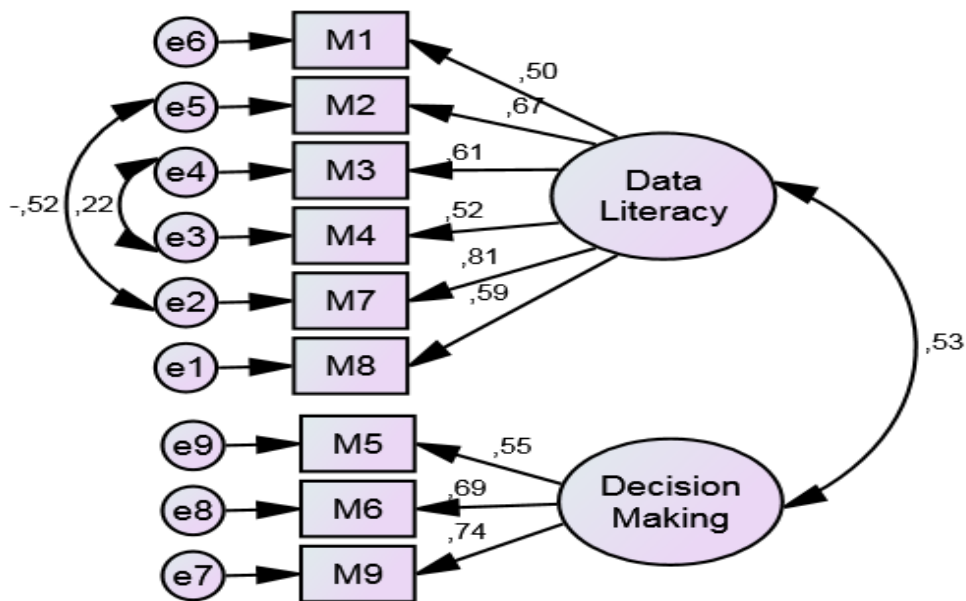 e6 M1
,50
e5 M2
,67
e4 M3
,61
Data
Literacy
-,52 ,22
e3 M4
,52
,81
e2 M7
,59
e1 M8
,53
e9 M5
,55
e8 M6
,69
Decision
Making
,74
e7 M9